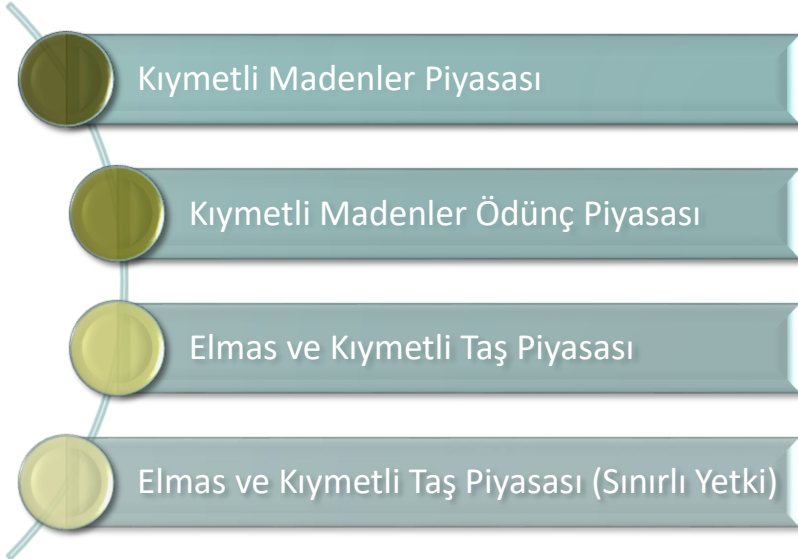 Kıymetli Madenler Piyasası
Kıymetli Madenler Ödünç Piyasası
Elmas ve Kıymetli Taş Piyasası
Elmas ve Kıymetli Taş Piyasası (Sınırlı Yetki)